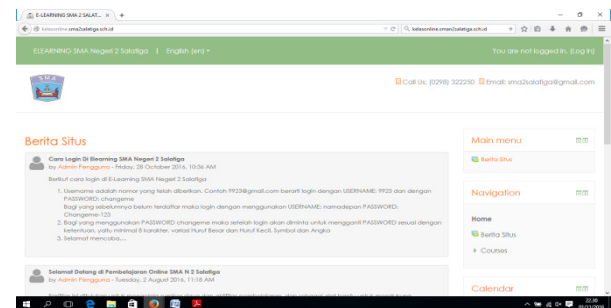 E-LEARNING SMA 2 SALAT...
kelasonline.sman2salatiga.sch.id
kelasonline.sman2salatiga.sch.id
ELEARNING SMA Negeri 2 Salatiga | English (en)
You are not logged in. (Log in)
Call Us: (0298) 322250 Email: sma2salatiga@gmail.com
Berita Situs
Cara Login Di Elearning SMA Negeri 2 Salatiga
by Admin Pengguna - Friday, 28 October 2016, 10:36 AM
Berikut cara login di E-Learning SMA Negeri 2 Salatiga
1. Username adalah nomor yang telah diberikan. Contoh 9923@gmail.com berarti login dengan USERNAME: 9923 dan dengan
PASSWORD: changeme
Bagi yang sebelumnya belum terdaftar maka login dengan menggunakan USERNAME: namadepan PASSWORD:
Changeme-123
2. Bagi yang menggunakan PASSWORD changeme maka setelah login akan diminta untuk mengganti PASSWORD sesuai dengan
ketentuan, yaitu minimal 8 karakter, variasi Huruf Besar dan Huruf Kecil, Symbol dan Angka
3. Selamat mencoba....
Selamat Datang di Pembelajaran Online SMA N 2 Salatiga
by Admin Pengguna - Tuesday, 2 August 2016, 11:18 AM
Main menu
Berita Situs
Navigation
Home
Berita Situs
Courses
Calendar
22.30